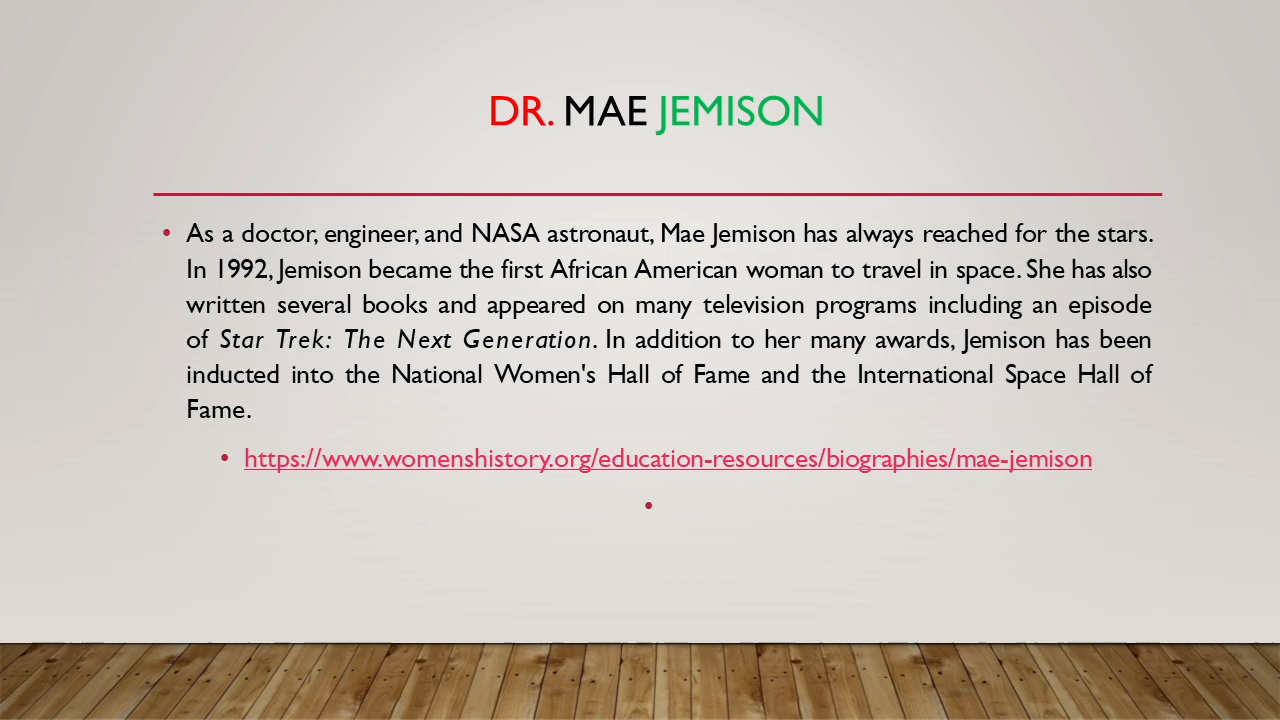 DR. MAE JEMISON
• As a doctor, engineer, and NASA astronaut, Mae Jemison has always reached for the stars.
In 1992, Jemison became the first African American woman to travel in space. She has also
written several books and appeared on many television programs including an episode
of Star Trek: The Next Generation. In addition to her many awards, Jemison has been
inducted into the National Women's Hall of Fame and the International Space Hall of
Fame.
• https://www.womenshistory.org/education-resources/biographies/mae-jemison
•